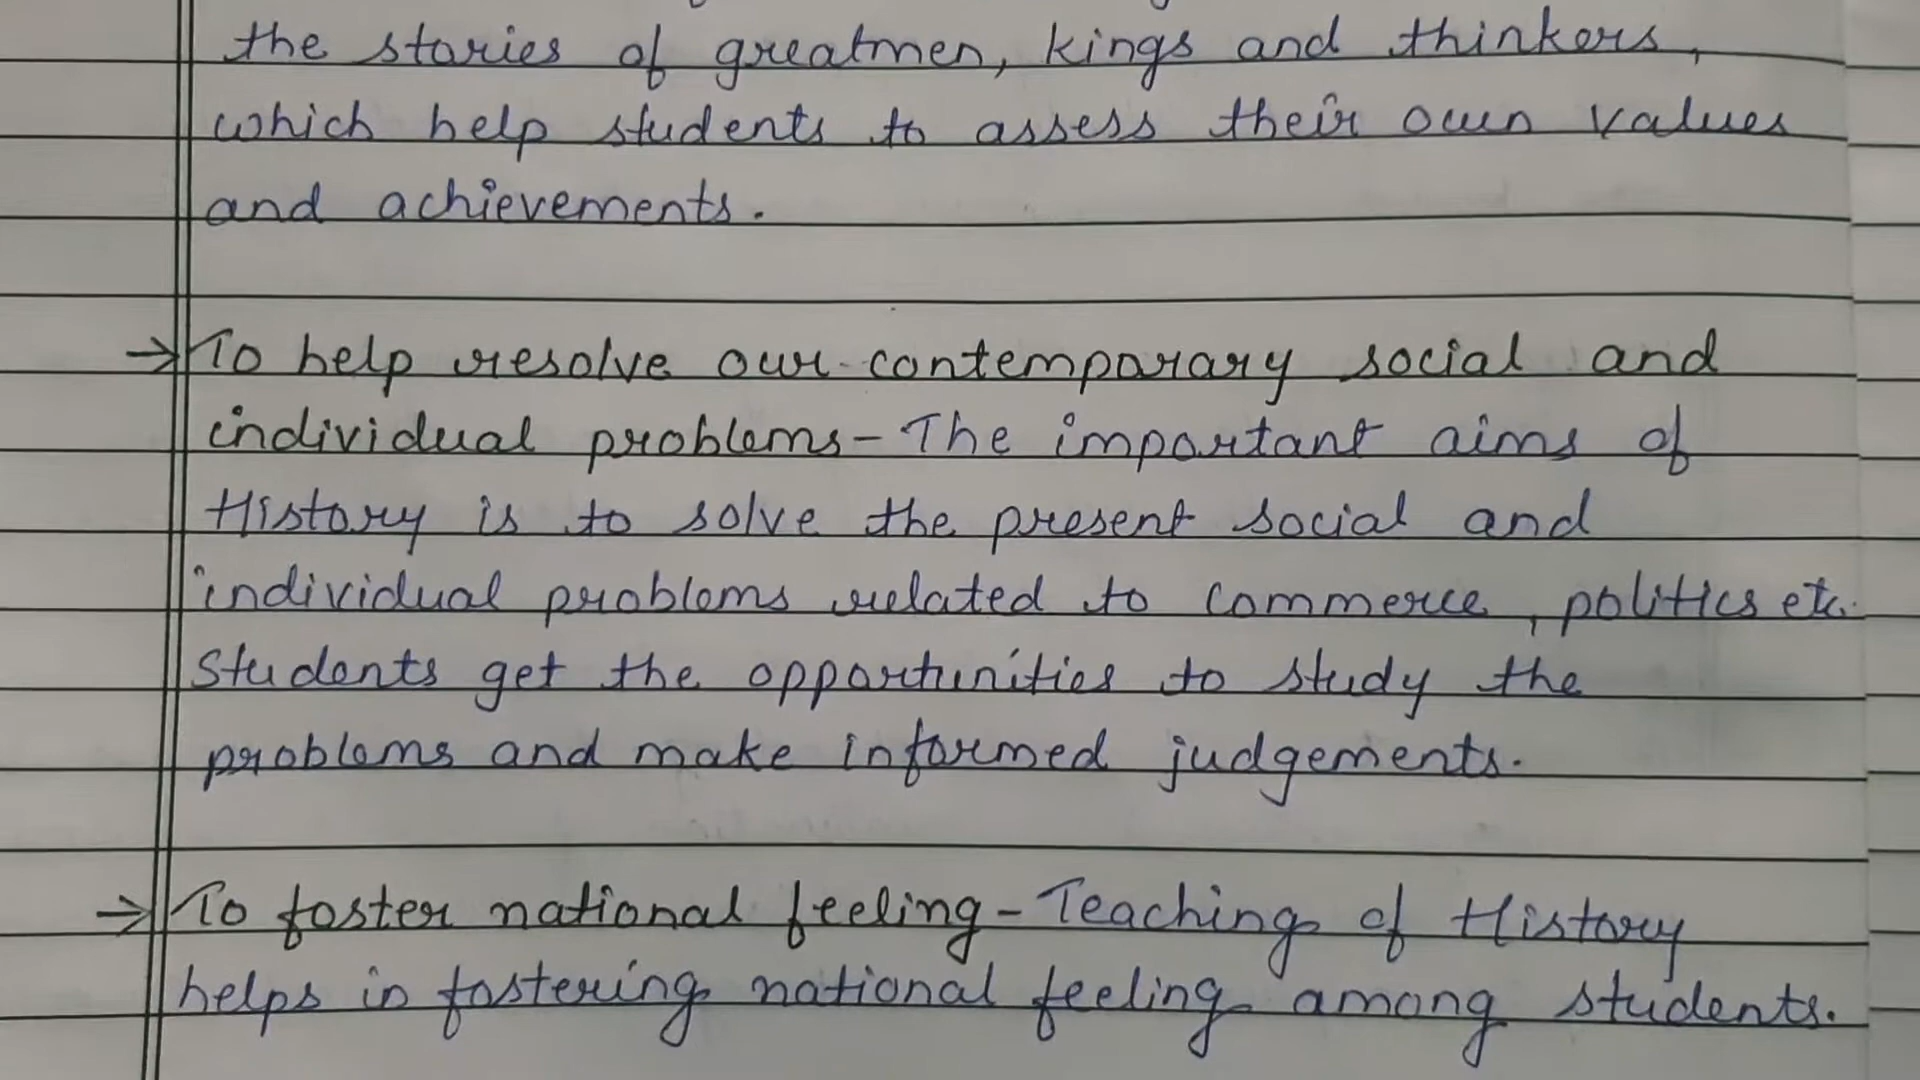 the stories of greatmen, kings and thinkers,
which help students to assess their own values
and achievements.
→ To help resolve our contemporary social and
individual problems - The important aims of
History is to solve the present social and
individual problems related to commerce, politics etc.
Students get the opportunities to study the
problems and make informed judgements.
→ To foster national feeling - Teaching of History
helps in fostering national feeling among students.